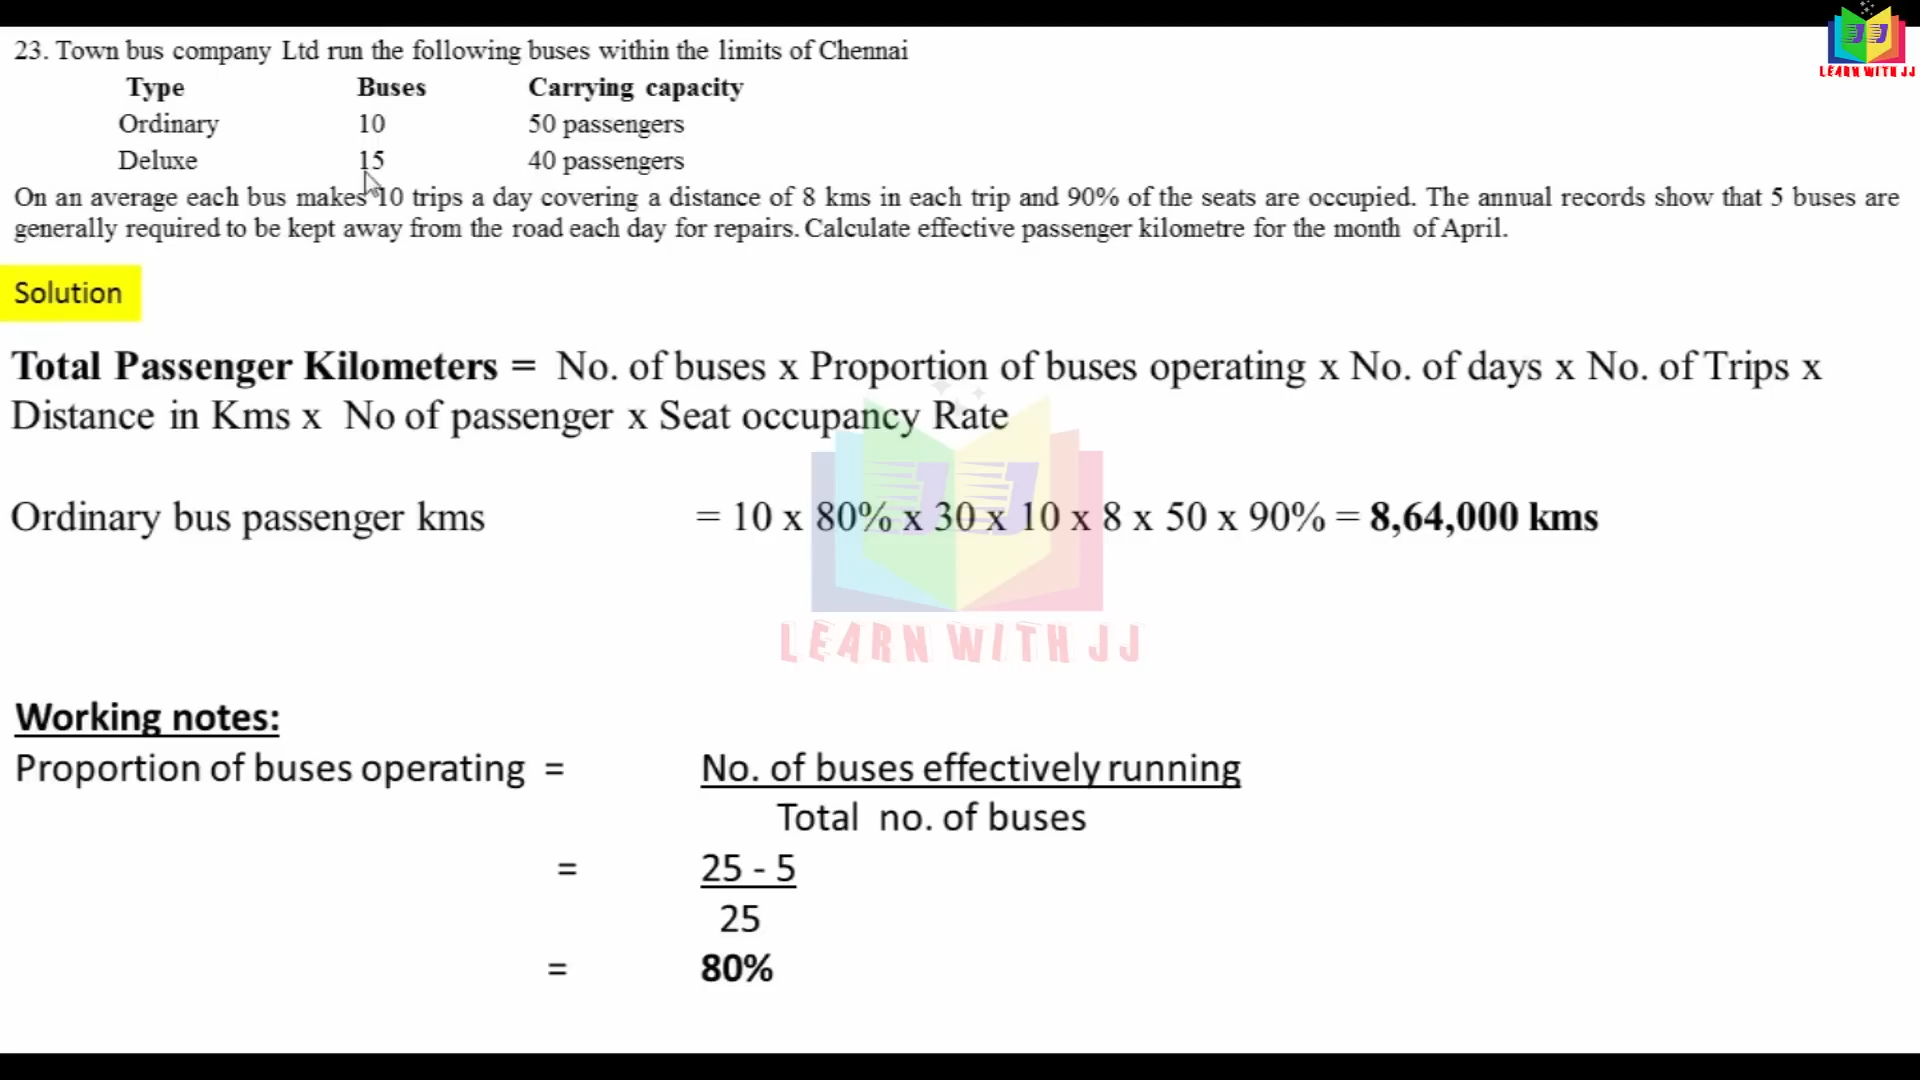 LEARN WITH JJ
23. Town bus company Ltd run the following buses within the limits of Chennai
Type Buses Carrying capacity
Ordinary 10 50 passengers
Deluxe 15 40 passengers
On an average each bus makes 10 trips a day covering a distance of 8 kms in each trip and 90% of the seats are occupied. The annual records show that 5 buses are
generally required to be kept away from the road each day for repairs. Calculate effective passenger kilometre for the month of April.
Solution
Total Passenger Kilometers = No. of buses x Proportion of buses operating x No. of days x No. of Trips x
Distance in Kms x No of passenger x Seat occupancy Rate
Ordinary bus passenger kms = 10 x 80% x 30 x 10 x 8 x 50 x 90% = 8,64,000 kms
JJ
LEARN WITH JJ
Working notes:
Proportion of buses operating = No. of buses effectively running
Total no. of buses
= 25 - 5
25
= 80%